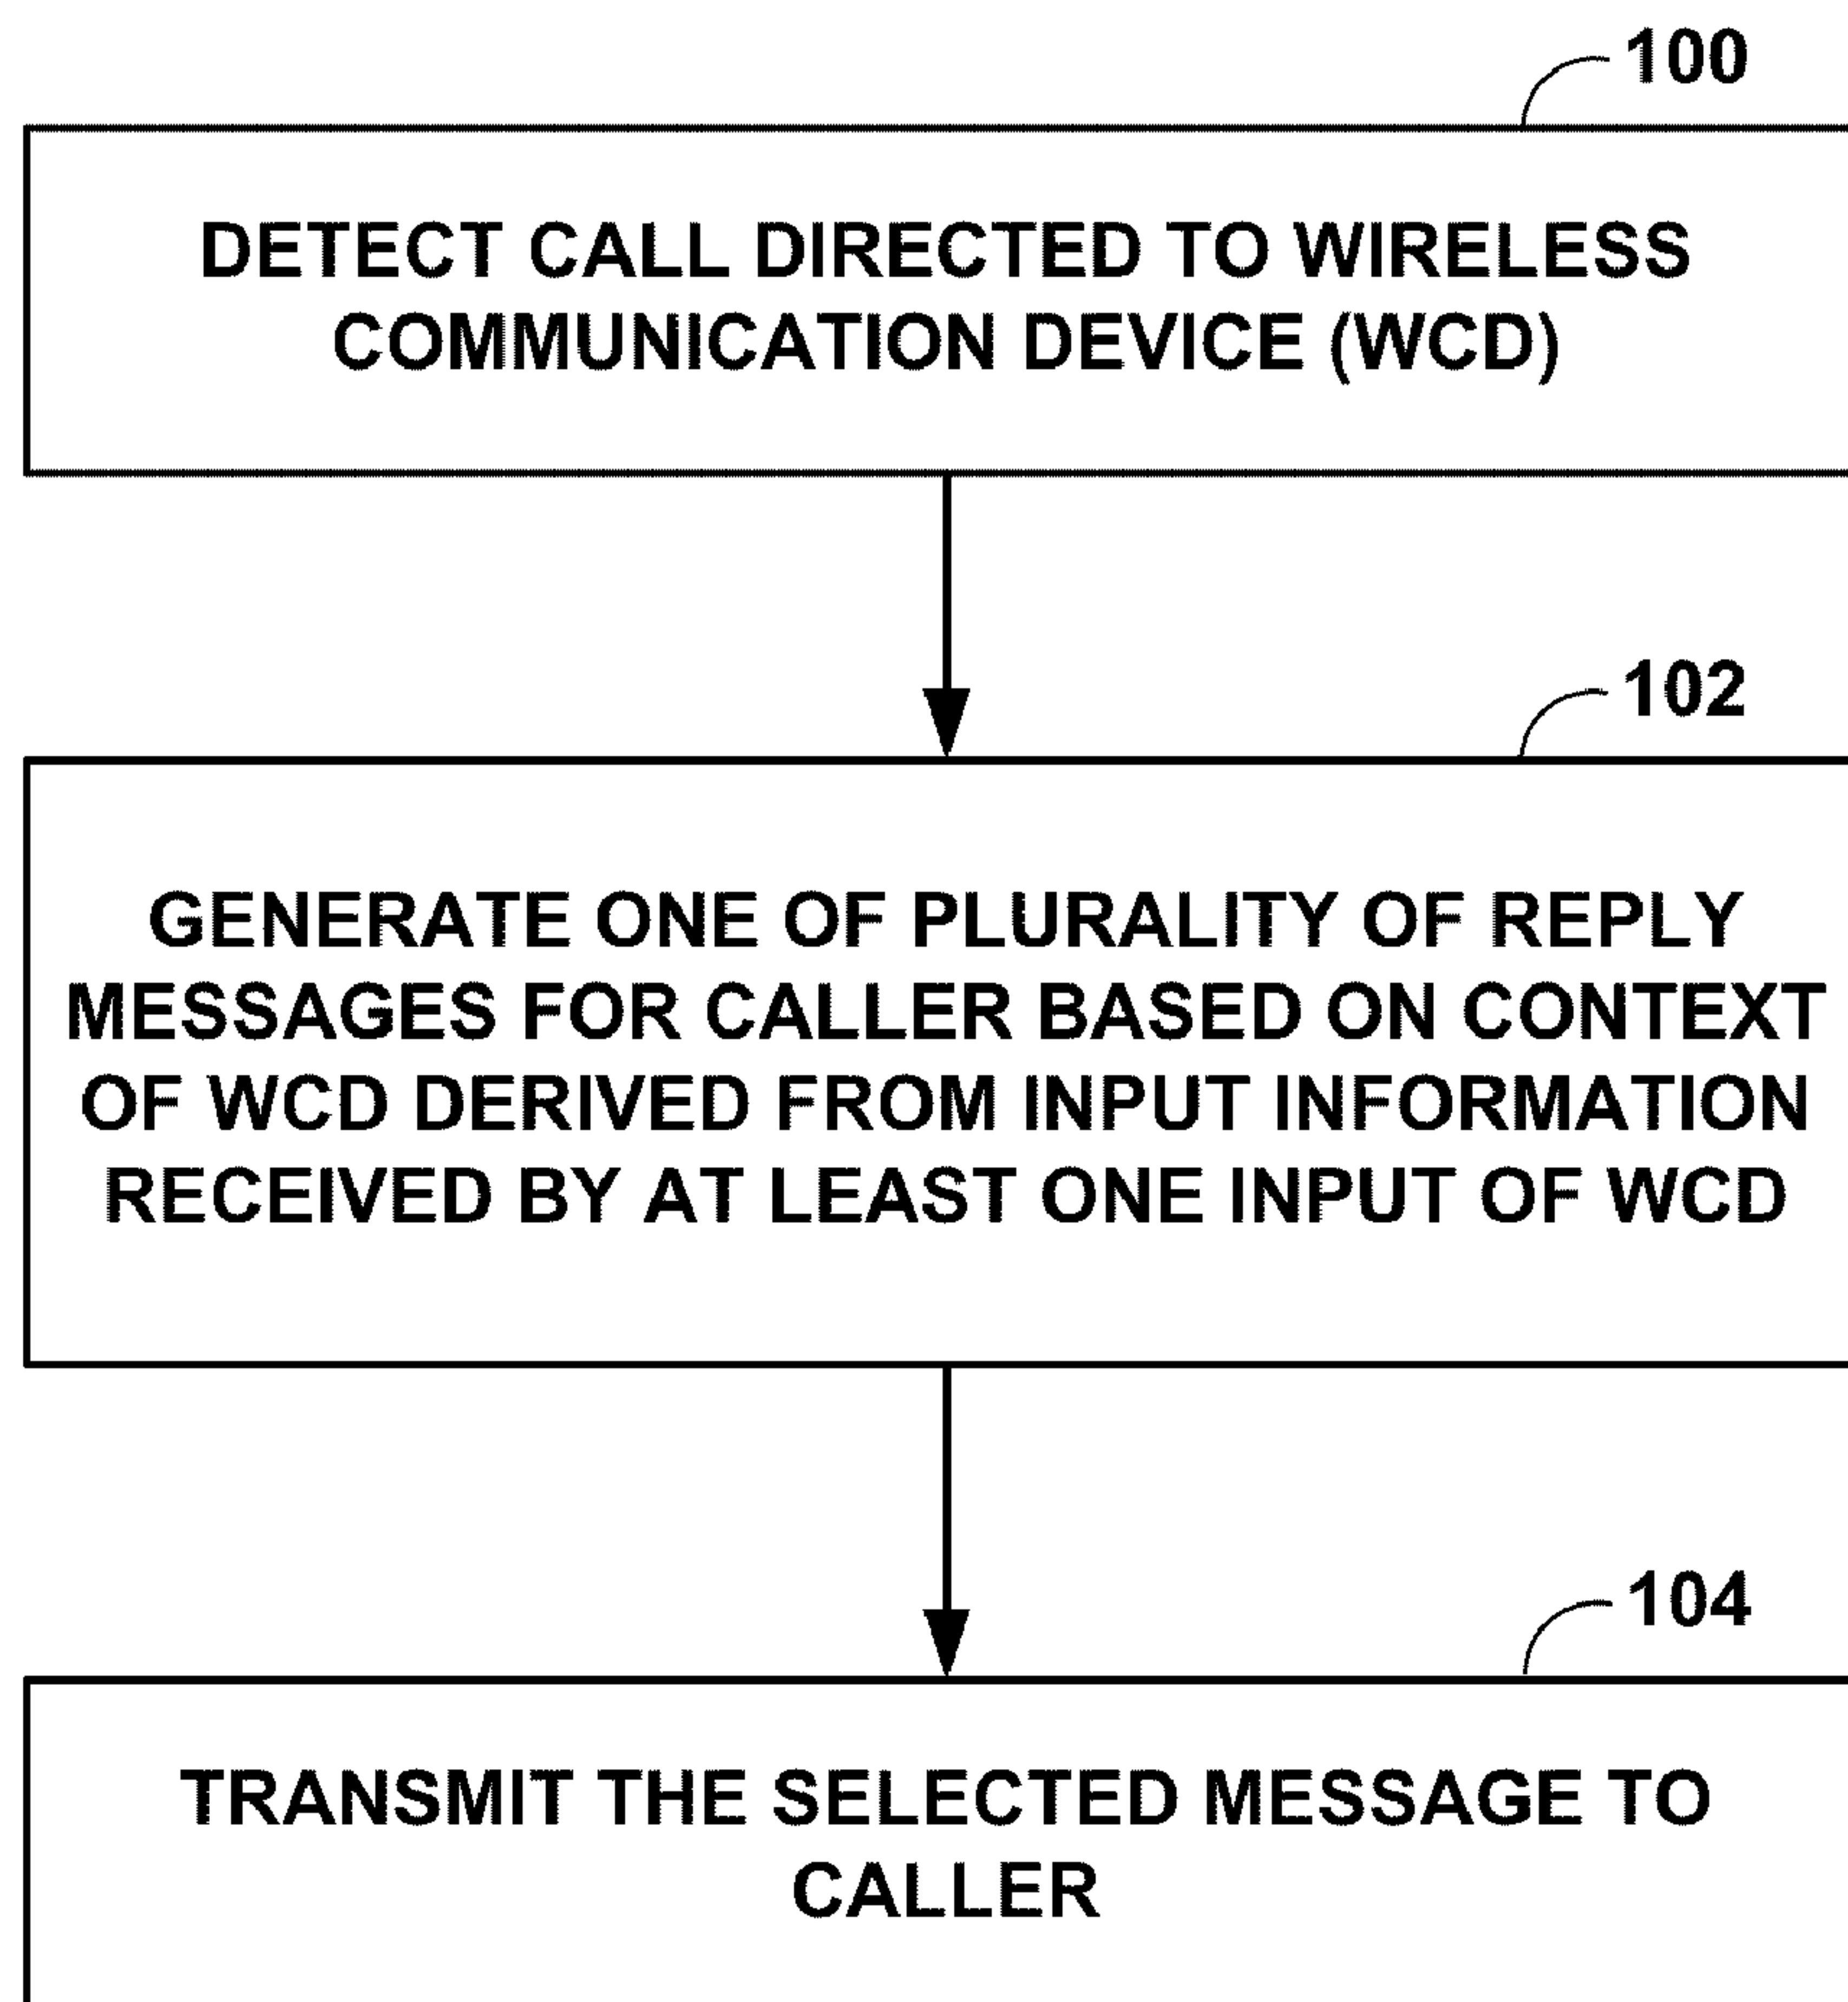 100
DETECT CALL DIRECTED TO WIRELESS
COMMUNICATION DEVICE (WCD)
102
GENERATE ONE OF PLURALITY OF REPLY
MESSAGES FOR CALLER BASED ON CONTEXT
OF WCD DERIVED FROM INPUT INFORMATION
RECEIVED BY AT LEAST ONE INPUT OF WCD
104
TRANSMIT THE SELECTED MESSAGE TO
CALLER